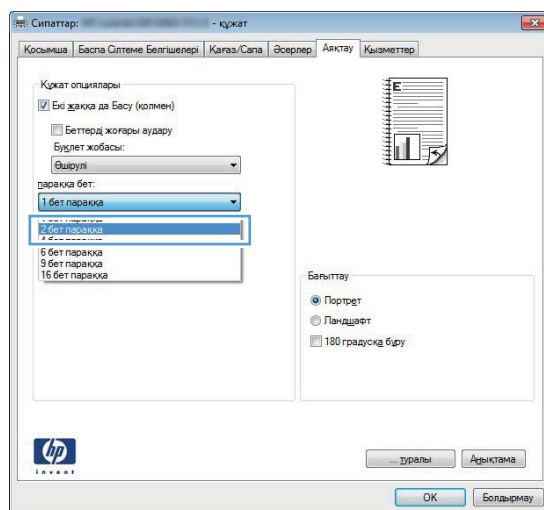 Сипаттар: - құжат
Қосымша Баспа Сілтеме Белгішелері Қағаз/Сапа Әсерлер Аяқтау Қызметтер
Құжат опциялары
Екі жаққа да Басу (қолмен)
Беттерді жоғары аудару
Буклет жобасы:
Өшірулі
параққа бет:
1 бет параққа
2 бет параққа
6 бет параққа
9 бет параққа
16 бет параққа
E
Бағыттау
Портрет
Ландшафт
180 градусқа бұру
hp
invent
... туралы Анықтама
OK Болдырмау